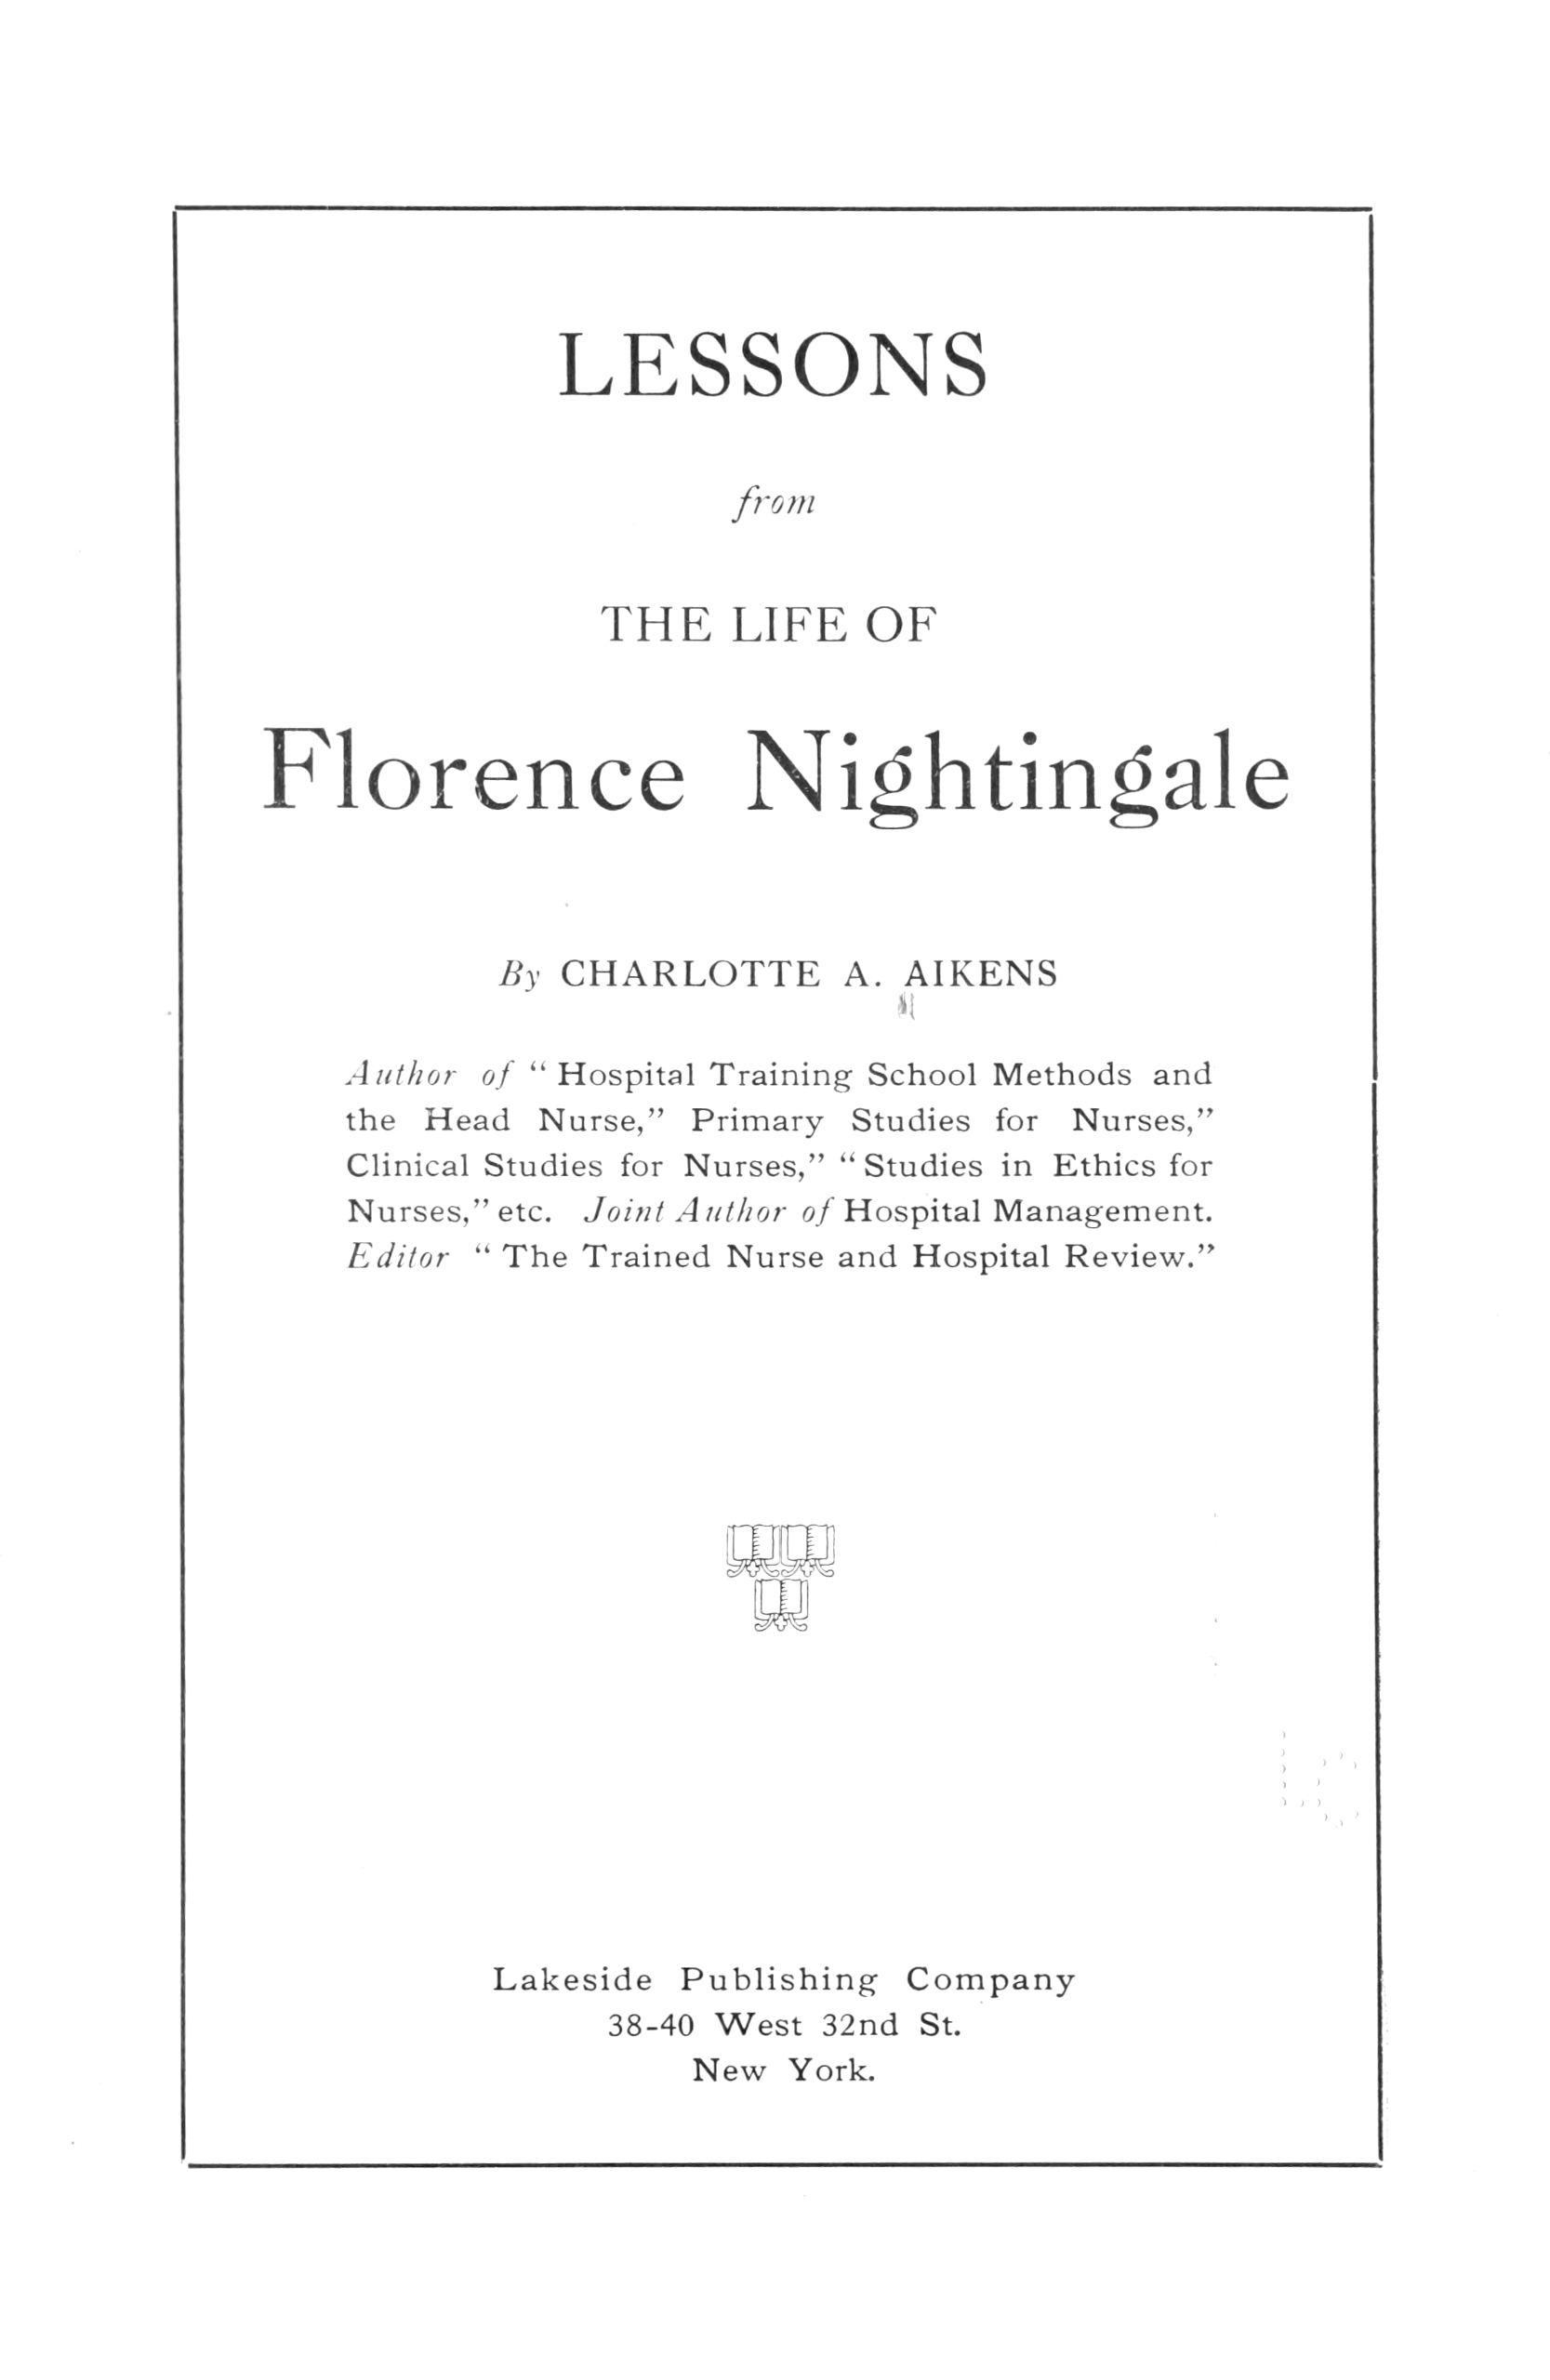 LESSONS
from
THE LIFE OF
Florence Nightingale
By CHARLOTTE A. AIKENS
Author of “Hospital Training School Methods and
the Head Nurse,” Primary Studies for Nurses,”
Clinical Studies for Nurses,” “Studies in Ethics for
Nurses,” etc. Joint Author of Hospital Management.
Editor “The Trained Nurse and Hospital Review.”
LC
Lakeside Publishing Company
38-40 West 32nd St.
New York.